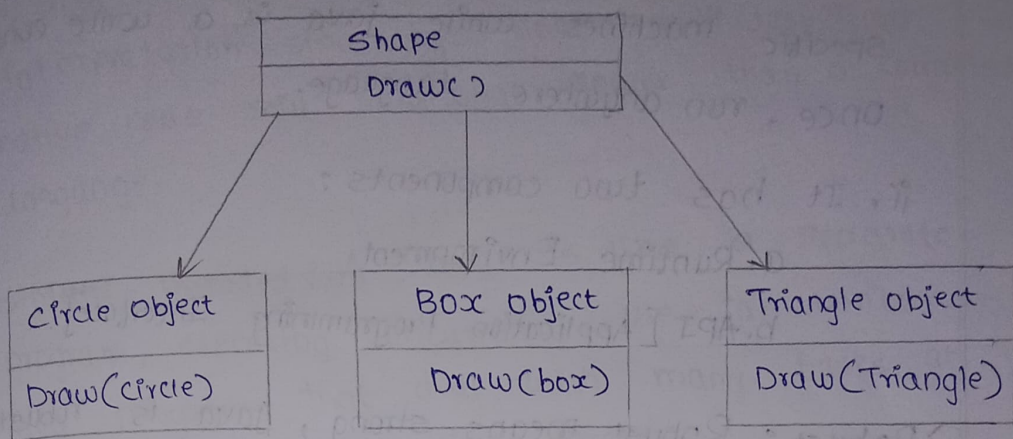 Shape
Draw()
Circle Object
Draw(circle)
Box Object
Draw(box)
Triangle Object
Draw(Triangle)